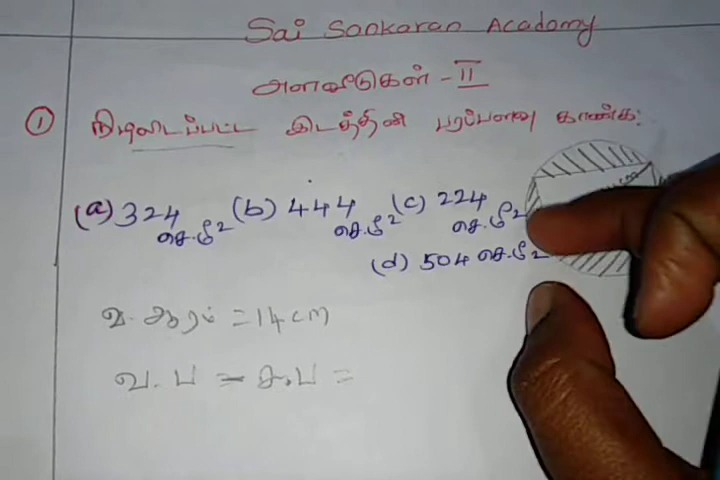 Sai Sankaran Academy
அளவீடுகள் - II
① நிழலிடப்பட்ட இடத்தின் பரப்பளவு காண்க:
(a) 324 செ.மீ² (b) 444 செ.மீ² (c) 224 செ.மீ²
(d) 504 செ.மீ²
வ. ஆரம் = 14 cm
வ. ப - ச.ப =